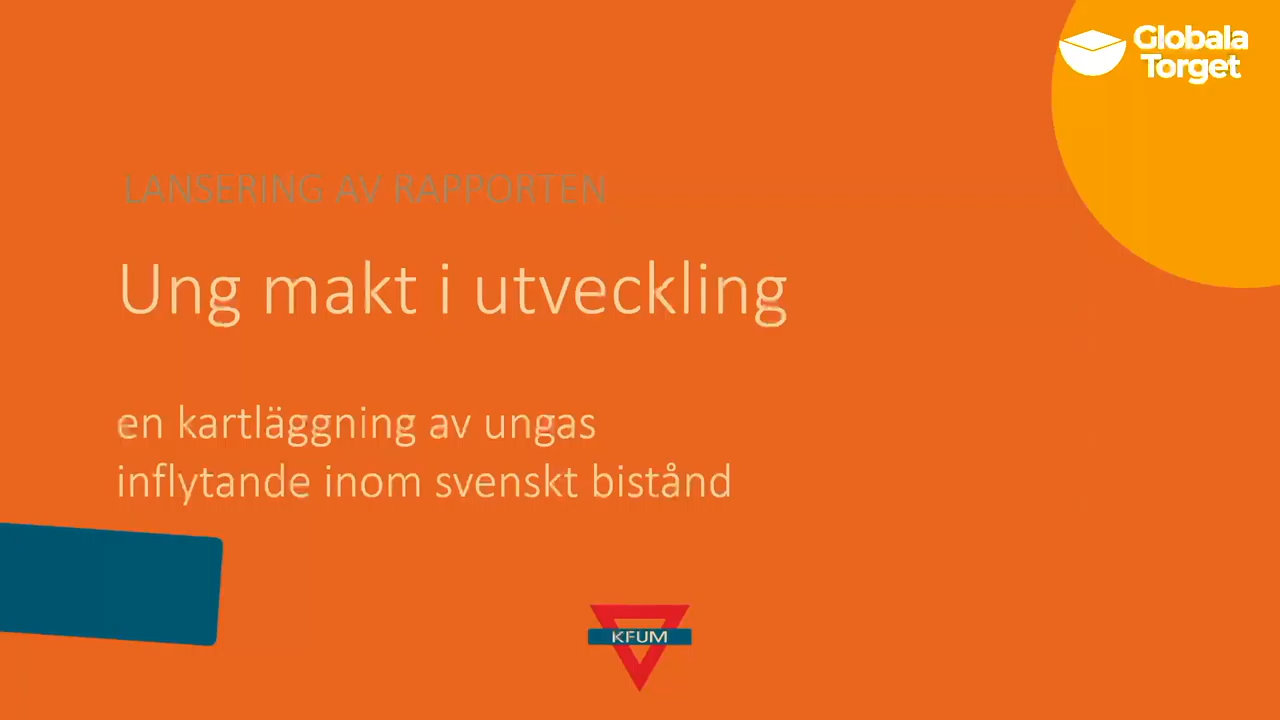 Globala
Torget
LANSERING AV RAPPORTEN
Ung makt i utveckling
en kartläggning av ungas
inflytande inom svenskt bistånd
KFUM